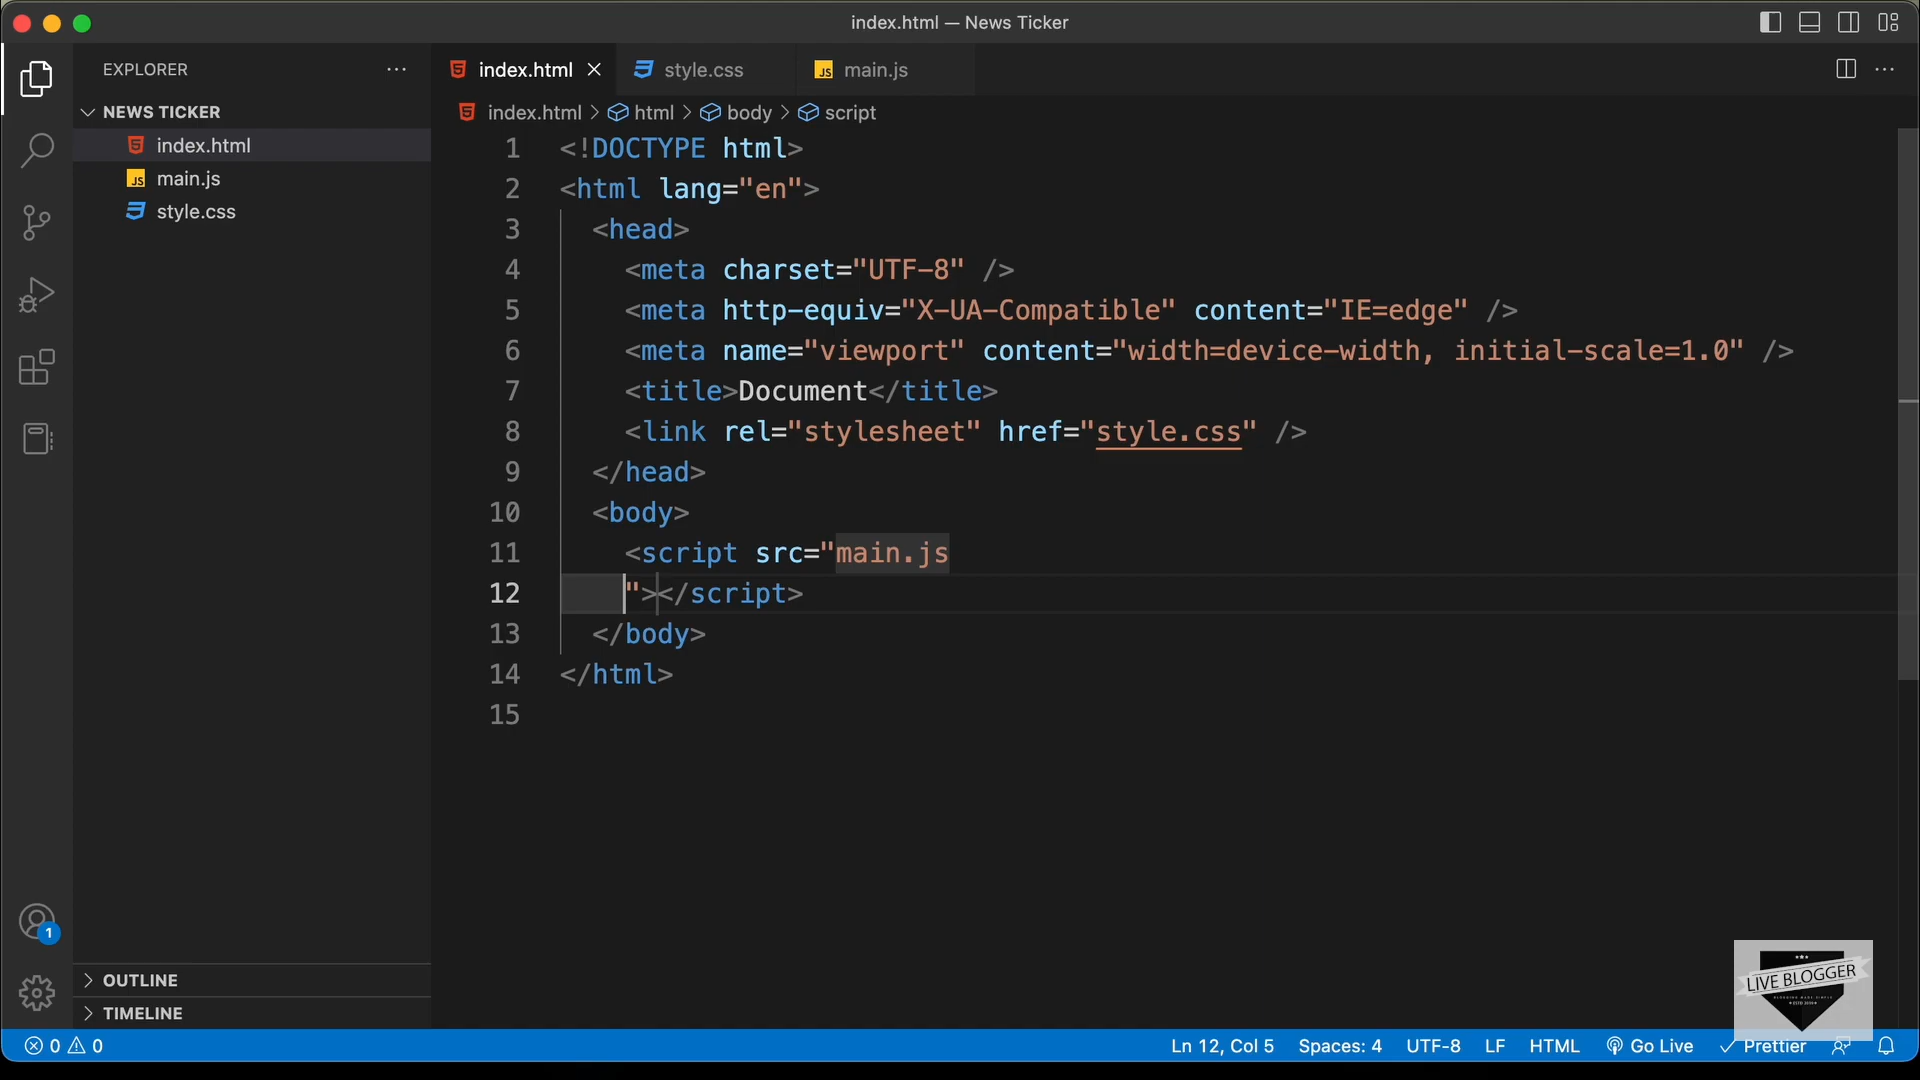 index.html — News Ticker
EXPLORER
index.html
style.css
JS main.js
NEWS TICKER
index.html > html > body > script
index.html
JS main.js
style.css
1 <!DOCTYPE html>
2 <html lang="en">
3 <head>
4 <meta charset="UTF-8" />
5 <meta http-equiv="X-UA-Compatible" content="IE=edge" />
6 <meta name="viewport" content="width=device-width, initial-scale=1.0" />
7 <title>Document</title>
8 <link rel="stylesheet" href="style.css" />
9 </head>
10 <body>
11 <script src="main.js
12 "></script>
13 </body>
14 </html>
15
1
OUTLINE
TIMELINE
LIVE BLOGGER
0 0
Ln 12, Col 5
Spaces: 4
UTF-8
LF
HTML
Go Live
Prettier